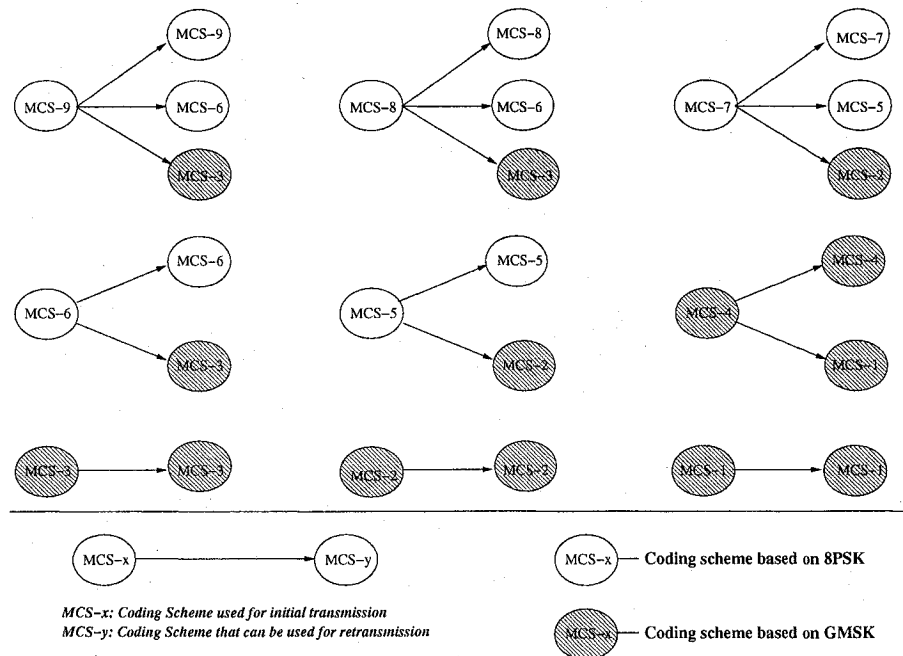 MCS-9 MCS-8 MCS-7
MCS-9 MCS-6 MCS-8 MCS-6 MCS-7 MCS-5
MCS-3 MCS-3 MCS-2
MCS-6 MCS-5 MCS-4
MCS-6 MCS-5 MCS-4
MCS-3 MCS-2 MCS-1
MCS-3 MCS-3 MCS-2 MCS-2 MCS-1 MCS-1
MCS-x MCS-y MCS-x Coding scheme based on 8PSK
MCS-x: Coding Scheme used for initial transmission
MCS-y: Coding Scheme that can be used for retransmission
MCS-x Coding scheme based on GMSK